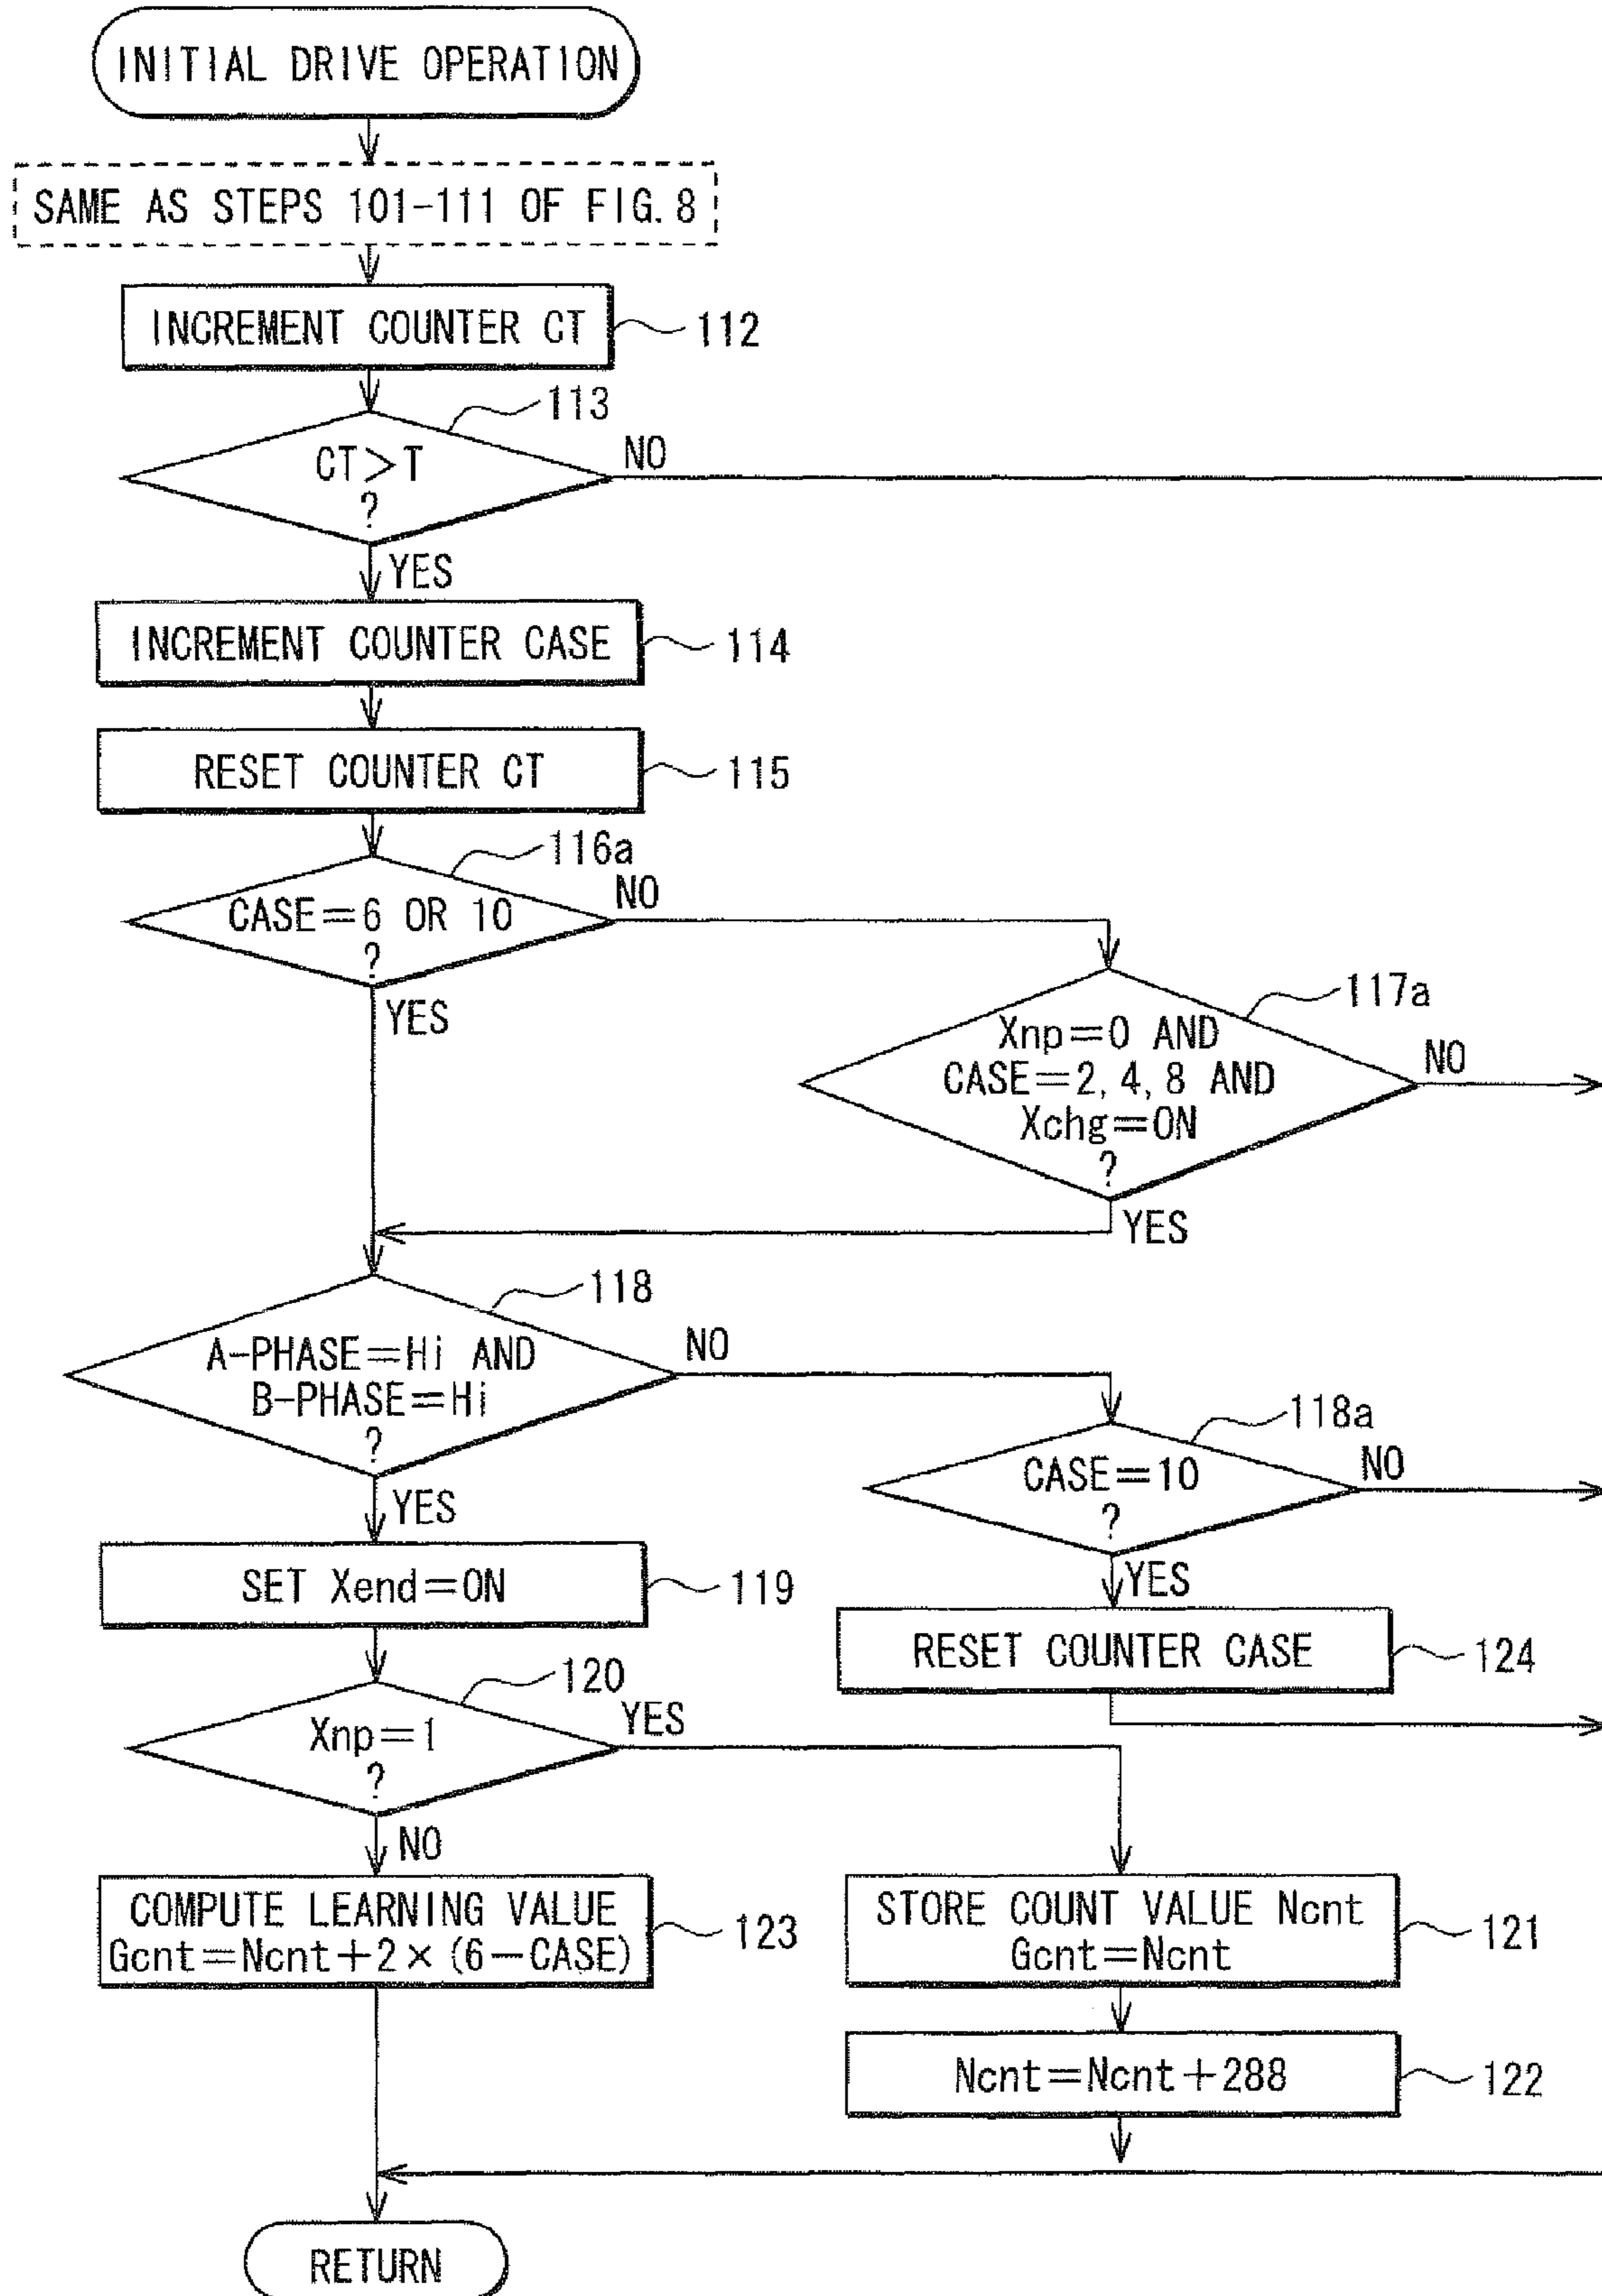 INITIAL DRIVE OPERATION
SAME AS STEPS 101-111 OF FIG.8
INCREMENT COUNTER CT
112
113
CT>T
?
NO
YES
INCREMENT COUNTER CASE
114
RESET COUNTER CT
115
116a
CASE=6 OR 10
?
NO
YES
117a
Xnp=0 AND
CASE=2, 4, 8 AND
Xchg=ON
?
NO
YES
118
A-PHASE=Hi AND
B-PHASE=Hi
?
NO
YES
118a
CASE=10
?
NO
YES
SET Xend=ON
119
RESET COUNTER CASE
124
120
Xnp=1
?
YES
NO
COMPUTE LEARNING VALUE
Gcnt=Ncnt+2×(6-CASE)
123
STORE COUNT VALUE Ncnt
Gcnt=Ncnt
121
Ncnt=Ncnt+288
122
RETURN